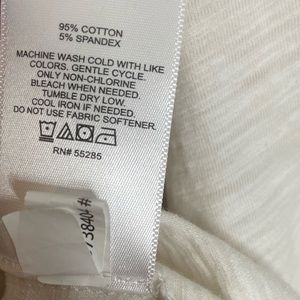 95% COTTON
5% SPANDEX
MACHINE WASH COLD WITH LIKE
COLORS. GENTLE CYCLE.
ONLY NON-CHLORINE
BLEACH WHEN NEEDED.
TUMBLE DRY LOW.
COOL IRON IF NEEDED.
DO NOT USE FABRIC SOFTENER.
RN# 55285